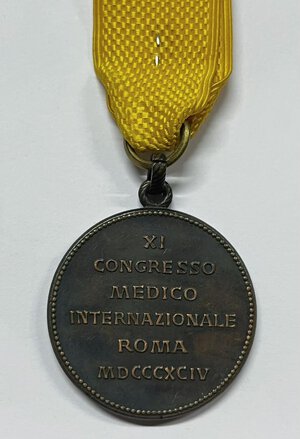 XI
CONGRESSO
MEDICO
INTERNAZIONALE
ROMA
MDCCCXCIV